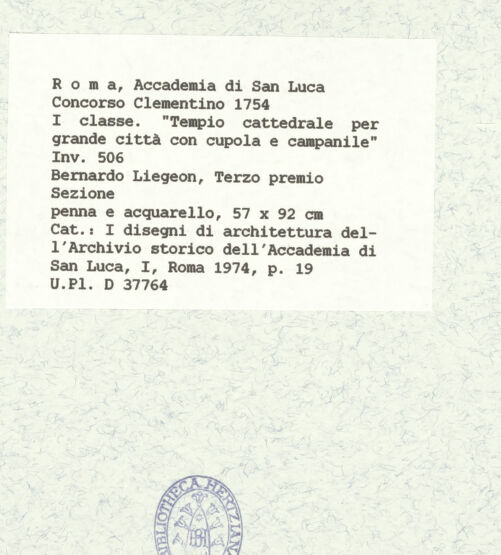 R o m a, Accademia di San Luca
Concorso Clementino 1754
I classe. "Tempio cattedrale per
grande città con cupola e campanile"
Inv. 506
Bernardo Liegeon, Terzo premio
Sezione
penna e acquarello, 57 x 92 cm
Cat.: I disegni di architettura del-
l'Archivio storico dell'Accademia di
San Luca, I, Roma 1974, p. 19
U.Pl. D 37764
BIBLIOTHECA HERTZIANA